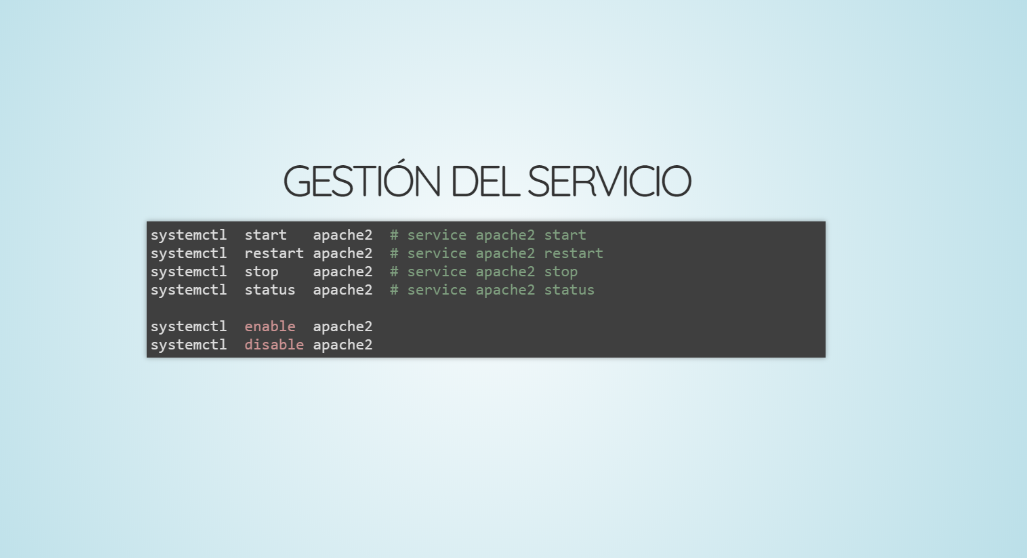 GESTIÓN DEL SERVICIO
systemctl  start   apache2  # service apache2 start
systemctl  restart apache2  # service apache2 restart
systemctl  stop    apache2  # service apache2 stop
systemctl  status  apache2  # service apache2 status
systemctl  enable  apache2
systemctl  disable apache2